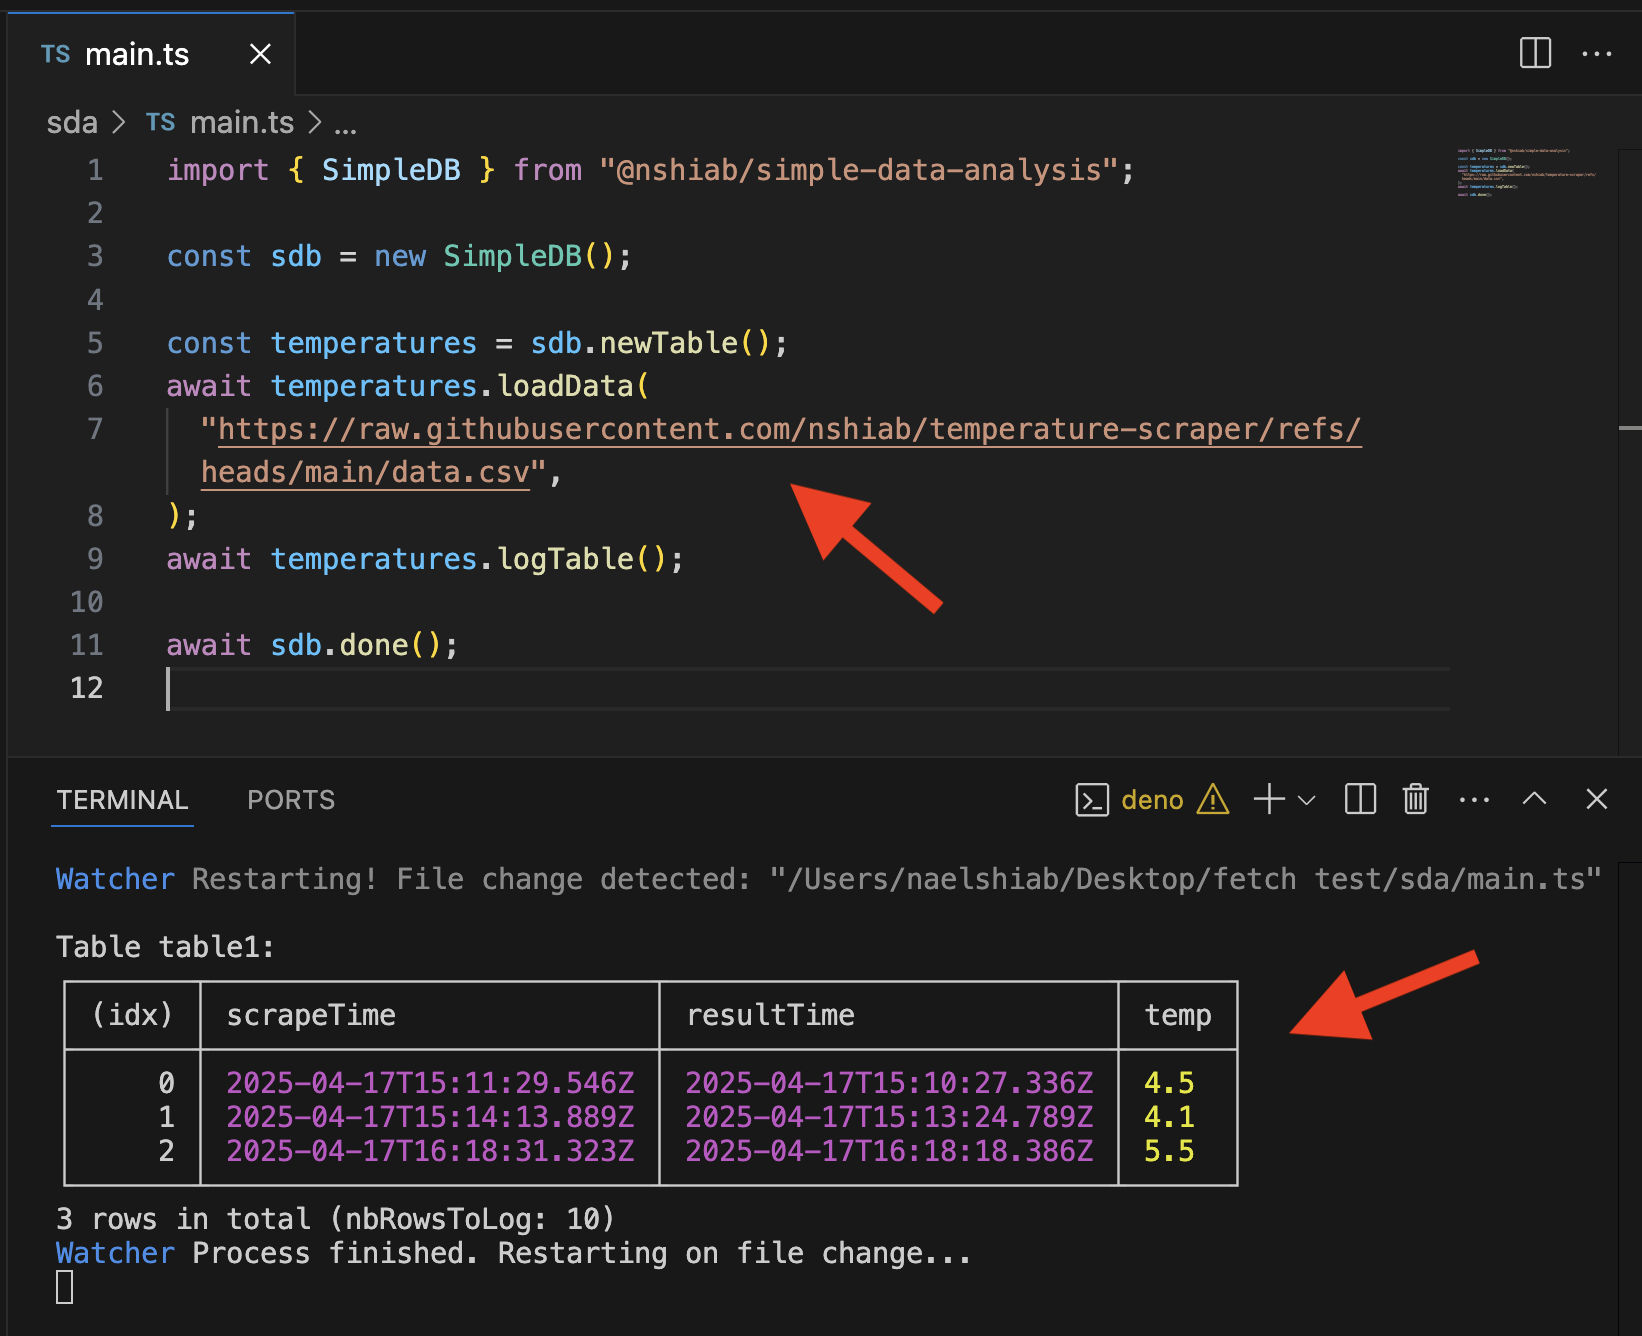 TS main.ts
sda > TS main.ts > ...
1 import { SimpleDB } from "@nshiab/simple-data-analysis";
2
3 const sdb = new SimpleDB();
4
5 const temperatures = sdb.newTable();
6 await temperatures.loadData(
7 "https://raw.githubusercontent.com/nshiab/temperature-scraper/refs/
heads/main/data.csv",
8 );
9 await temperatures.logTable();
10
11 await sdb.done();
12
TERMINAL PORTS deno
Watcher Restarting! File change detected: "/Users/naelshiab/Desktop/fetch test/sda/main.ts"
Table table1:
(idx) scrapeTime resultTime temp
0 2025-04-17T15:11:29.546Z 2025-04-17T15:10:27.336Z 4.5
1 2025-04-17T15:14:13.889Z 2025-04-17T15:13:24.789Z 4.1
2 2025-04-17T16:18:31.323Z 2025-04-17T16:18:18.386Z 5.5
3 rows in total (nbRowsToLog: 10)
Watcher Process finished. Restarting on file change...